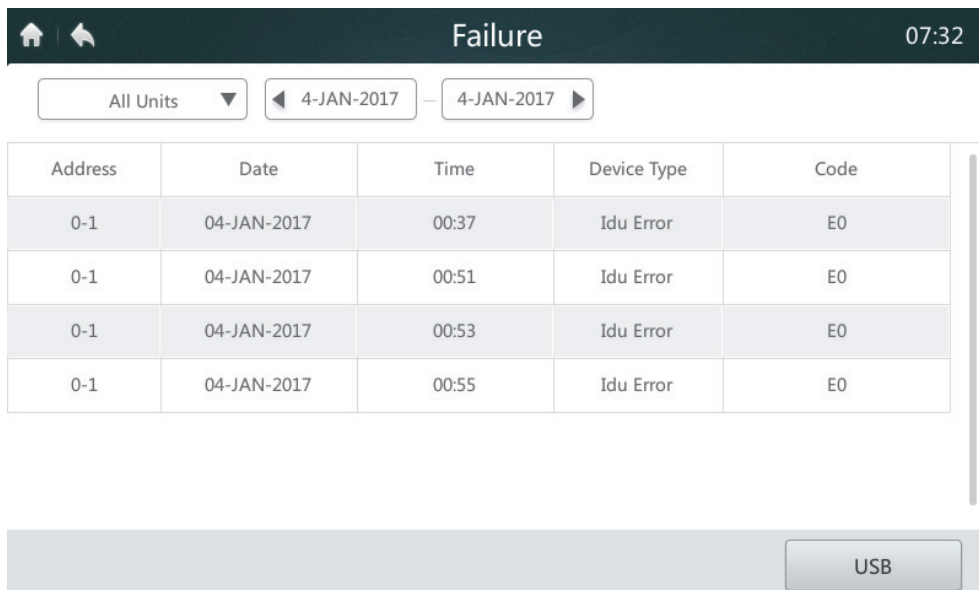 Failure 07:32
All Units 4-JAN-2017 – 4-JAN-2017
Address Date Time Device Type Code
0-1 04-JAN-2017 00:37 Idu Error E0
0-1 04-JAN-2017 00:51 Idu Error E0
0-1 04-JAN-2017 00:53 Idu Error E0
0-1 04-JAN-2017 00:55 Idu Error E0
USB